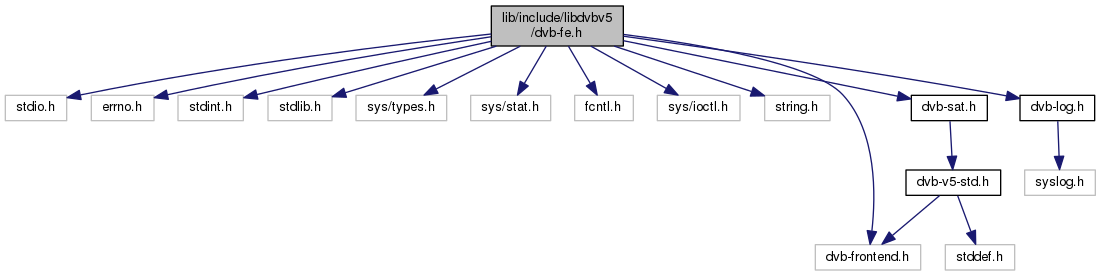 lib/include/libdvbv5
/dvb-fe.h
stdio.h
errno.h
stdint.h
stdlib.h
sys/types.h
sys/stat.h
fcntl.h
sys/ioctl.h
string.h
dvb-sat.h
dvb-log.h
dvb-v5-std.h
syslog.h
dvb-frontend.h
stddef.h